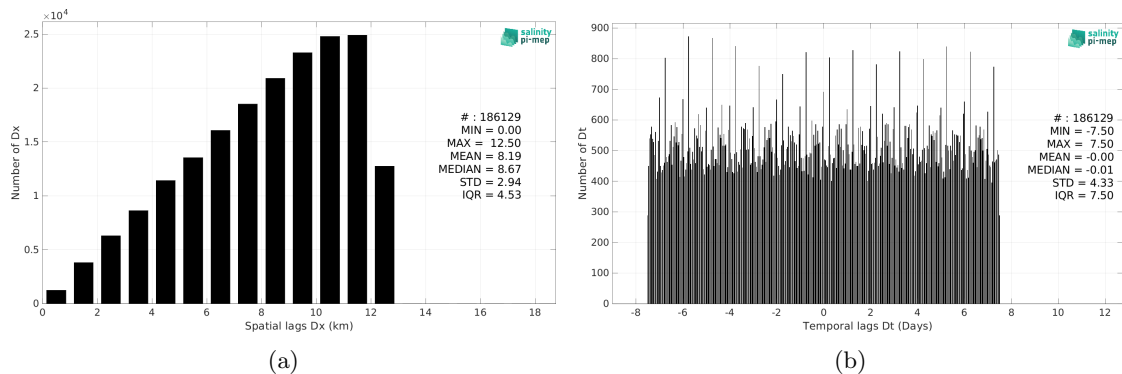 ×10⁴
2.5
2
1.5
1
0.5
0
Number of Dx
salinity
pi-mep
# : 186129
MIN = 0.00
MAX = 12.50
MEAN = 8.19
MEDIAN = 8.67
STD = 2.94
IQR = 4.53
0 2 4 6 8 10 12 14 16 18
Spatial lags Dx (km)
(a)
900
800
700
600
500
400
300
200
100
0
Number of Dt
salinity
pi-mep
# : 186129
MIN = -7.50
MAX = 7.50
MEAN = -0.00
MEDIAN = -0.01
STD = 4.33
IQR = 7.50
-8 -6 -4 -2 0 2 4 6 8 10 12
Temporal lags Dt (Days)
(b)